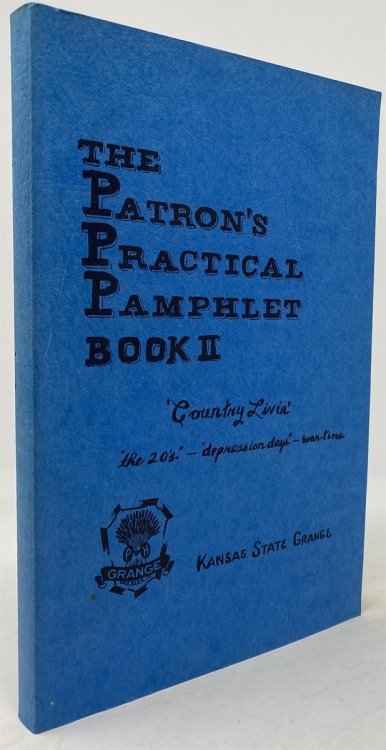 THE
PATRON'S
PRACTICAL
PAMPHLET
BOOK II
"Country Livin'"
"the 20's" – "depression days" – war-time
GRANGE
KANSAS STATE GRANGE